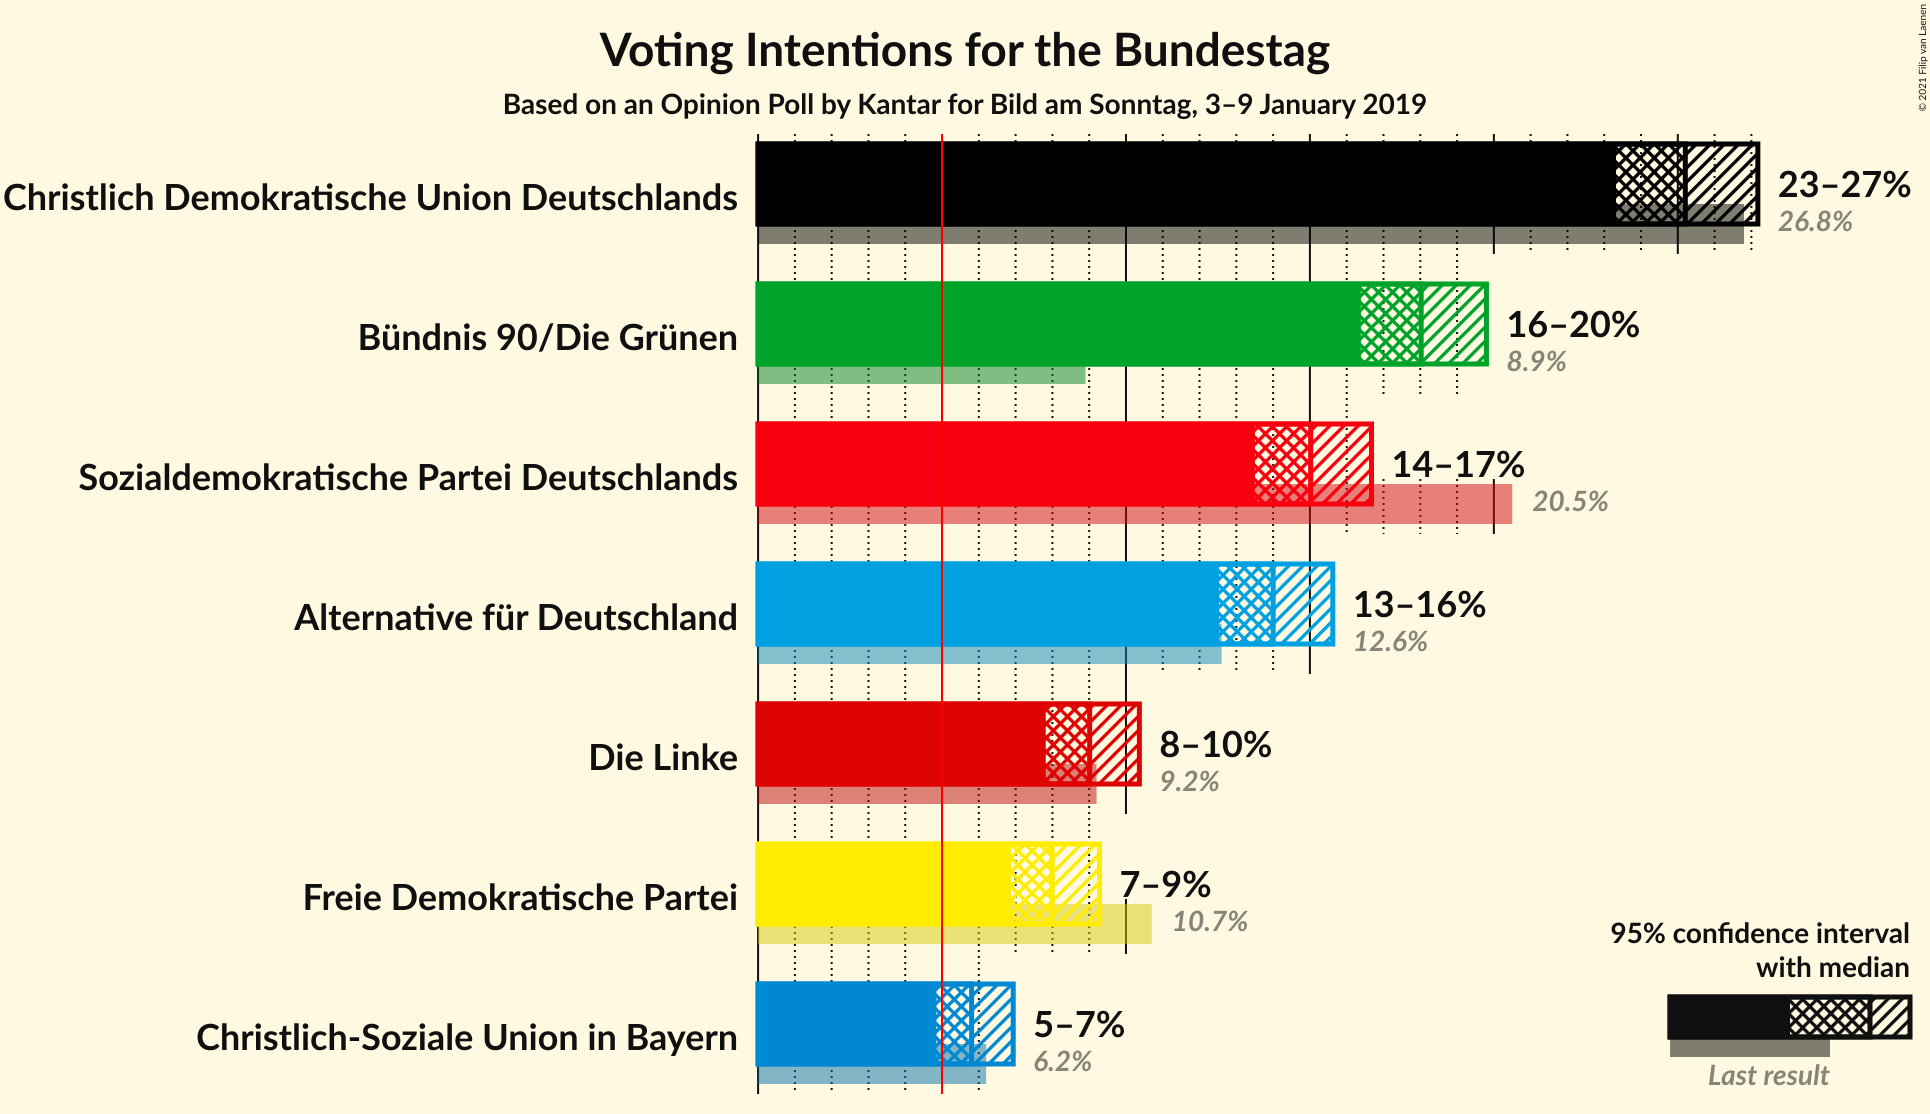 Voting Intentions for the Bundestag
Based on an Opinion Poll by Kantar for Bild am Sonntag, 3–9 January 2019
© 2021 Filip van Laenen
Christlich Demokratische Union Deutschlands
23–27%
26.8%
Bündnis 90/Die Grünen
16–20%
8.9%
Sozialdemokratische Partei Deutschlands
14–17%
20.5%
Alternative für Deutschland
13–16%
12.6%
Die Linke
8–10%
9.2%
Freie Demokratische Partei
7–9%
10.7%
Christlich-Soziale Union in Bayern
5–7%
6.2%
95% confidence interval
with median
Last result